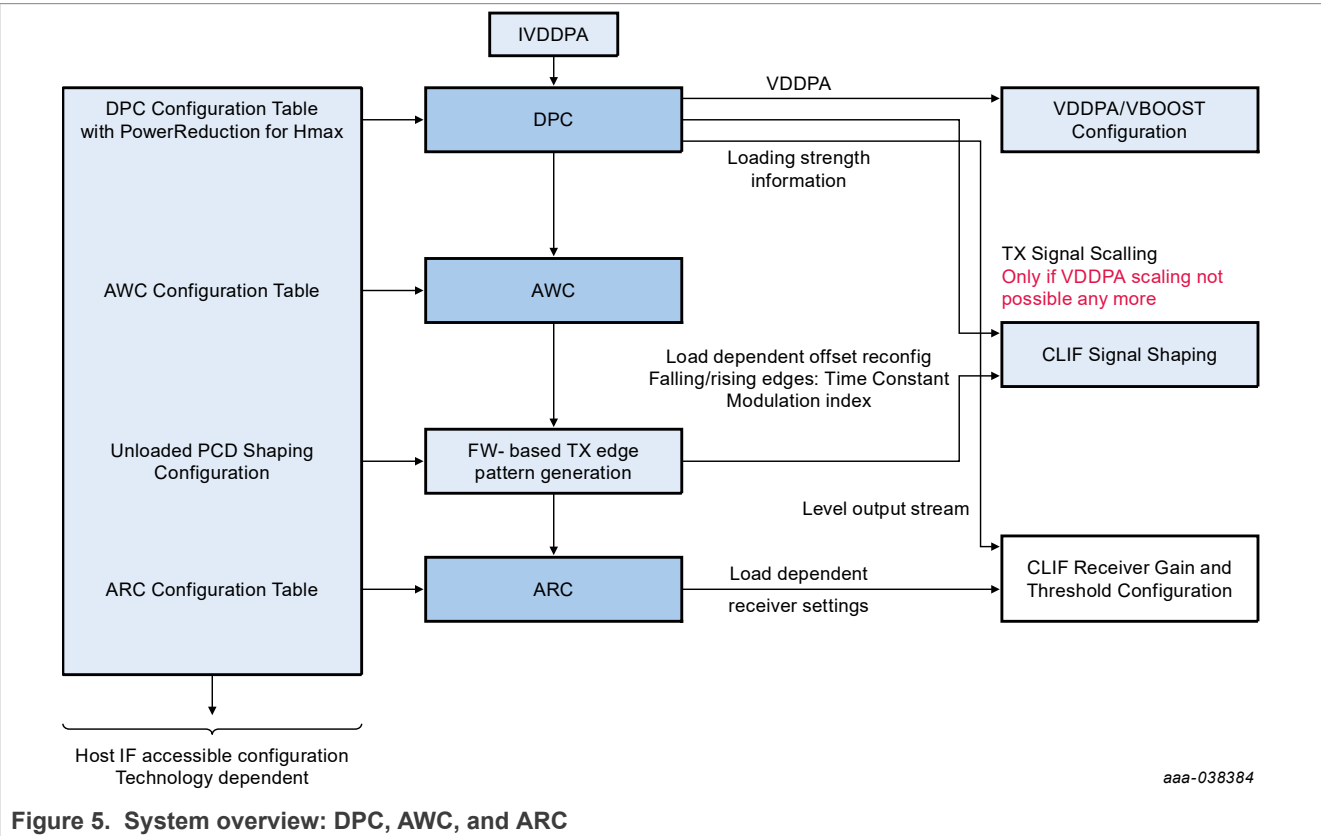 IVDDPA
DPC Configuration Table
with PowerReduction for Hmax
DPC
VDDPA
VDDPA/VBOOST
Configuration
Loading strength
information
TX Signal Scalling
Only if VDDPA scaling not
possible any more
AWC Configuration Table
AWC
CLIF Signal Shaping
Load dependent offset reconfig
Falling/rising edges: Time Constant
Modulation index
Unloaded PCD Shaping
Configuration
FW- based TX edge
pattern generation
Level output stream
ARC Configuration Table
ARC
Load dependent
receiver settings
CLIF Receiver Gain and
Threshold Configuration
Host IF accessible configuration
Technology dependent
aaa-038384
Figure 5. System overview: DPC, AWC, and ARC